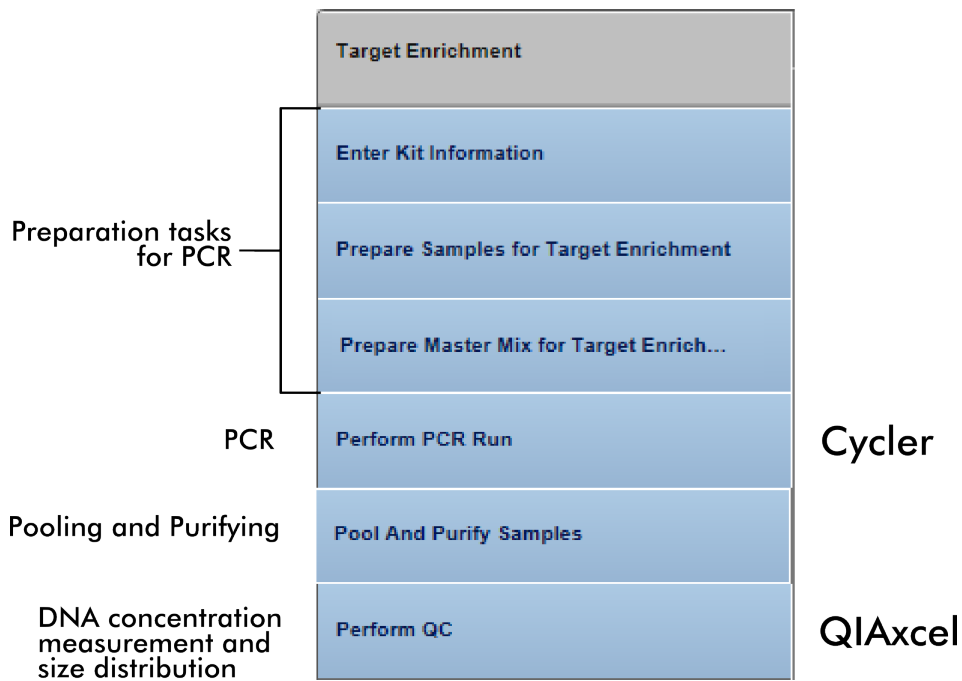 Target Enrichment
Enter Kit Information
Preparation tasks
for PCR
Prepare Samples for Target Enrichment
Prepare Master Mix for Target Enrich...
PCR
Perform PCR Run
Cycler
Pooling and Purifying
Pool And Purify Samples
DNA concentration
measurement and
size distribution
Perform QC
QIAxcel